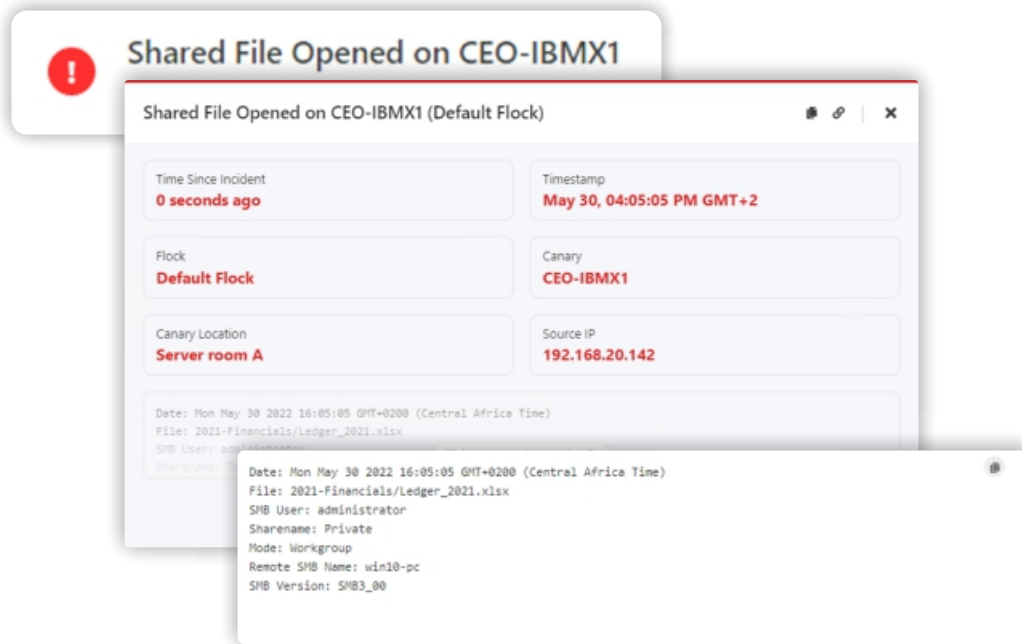 Shared File Opened on CEO-IBMX1
Shared File Opened on CEO-IBMX1 (Default Flock)
Time Since Incident
0 seconds ago
Timestamp
May 30, 04:05:05 PM GMT+2
Flock
Default Flock
Canary
CEO-IBMX1
Canary Location
Server room A
Source IP
192.168.20.142
Date: Mon May 30 2022 16:05:05 GMT+0200 (Central Africa Time)
File: 2021-Financials/Ledger_2021.xlsx
SMB User: administrator
Sharename:
Date: Mon May 30 2022 16:05:05 GMT+0200 (Central Africa Time)
File: 2021-Financials/Ledger_2021.xlsx
SMB User: administrator
Sharename: Private
Mode: Workgroup
Remote SMB Name: win10-pc
SMB Version: SMB3_00